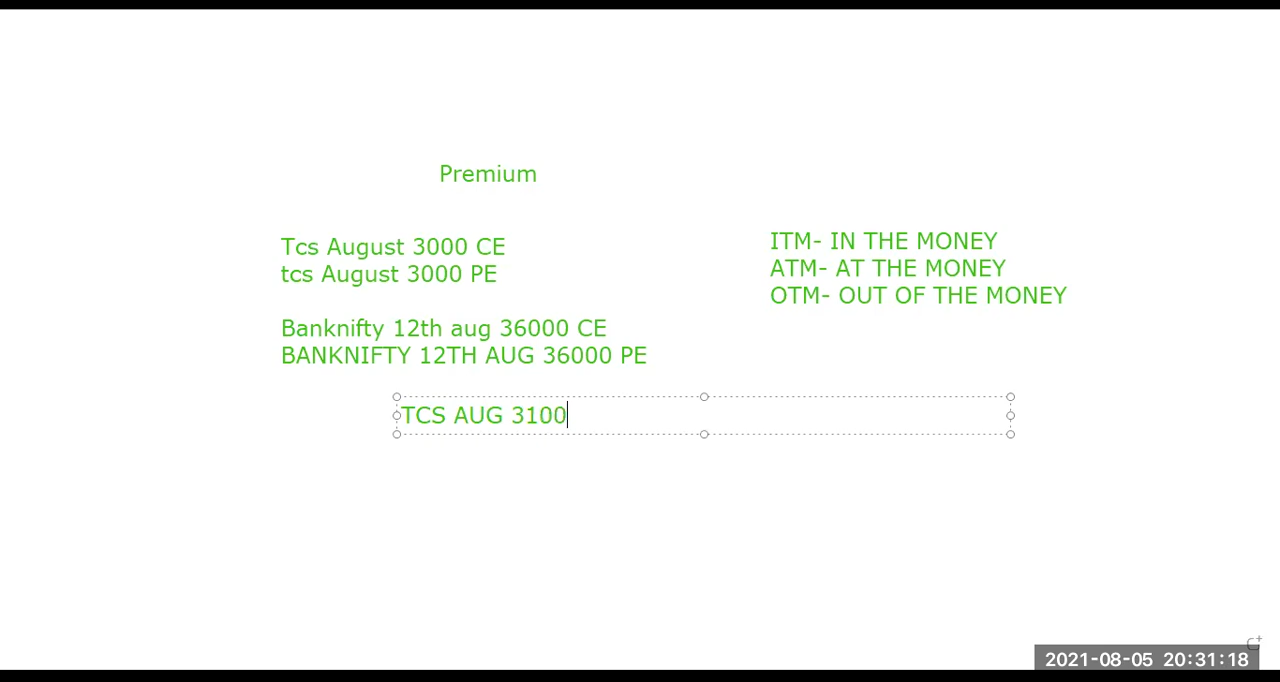 Premium
Tcs August 3000 CE
tcs August 3000 PE
Banknifty 12th aug 36000 CE
BANKNIFTY 12TH AUG 36000 PE
ITM- IN THE MONEY
ATM- AT THE MONEY
OTM- OUT OF THE MONEY
TCS AUG 3100
2021-08-05 20:31:18